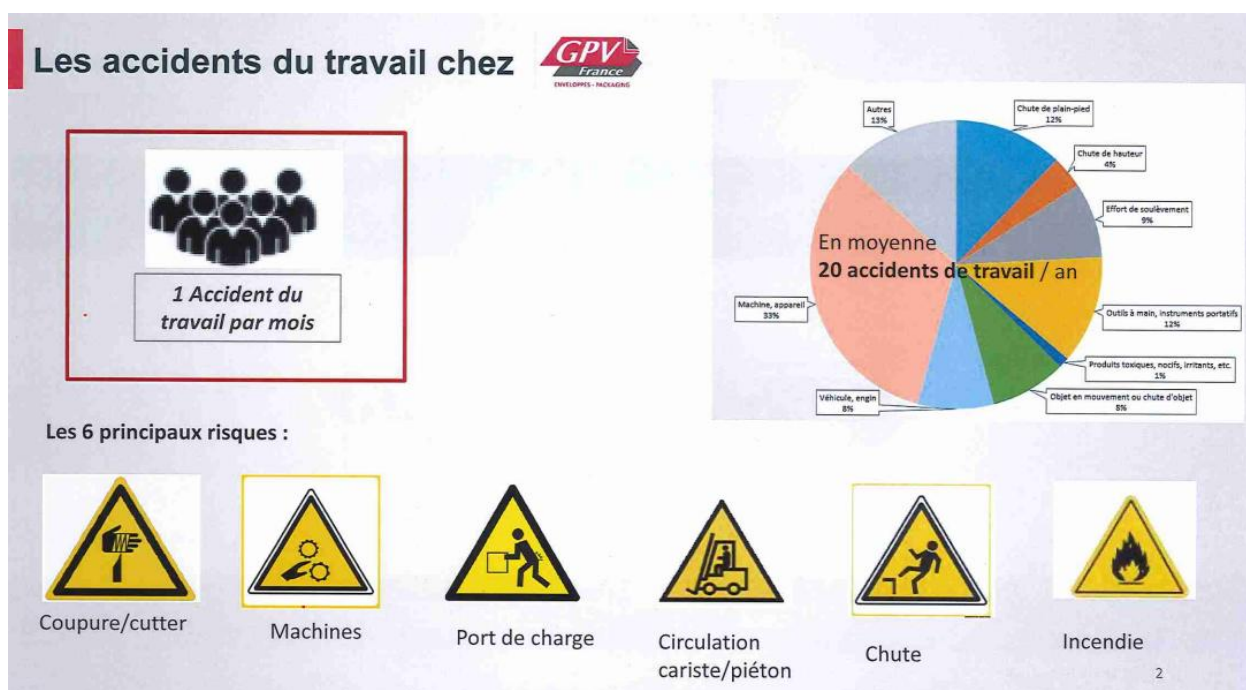 Les accidents du travail chez
GPV
France
ENVELOPPES - PACKAGING
1 Accident du
travail par mois
Autres
13%
Chute de plain-pied
12%
Chute de hauteur
4%
Effort de soulèvement
9%
En moyenne
20 accidents de travail / an
Machine, appareil
33%
Outils à main, instruments portatifs
12%
Produits toxiques, nocifs, irritants, etc.
1%
Véhicule, engin
8%
Objet en mouvement ou chute d'objet
8%
Les 6 principaux risques :
Coupure/cutter
Machines
Port de charge
Circulation
cariste/piéton
Chute
Incendie
2